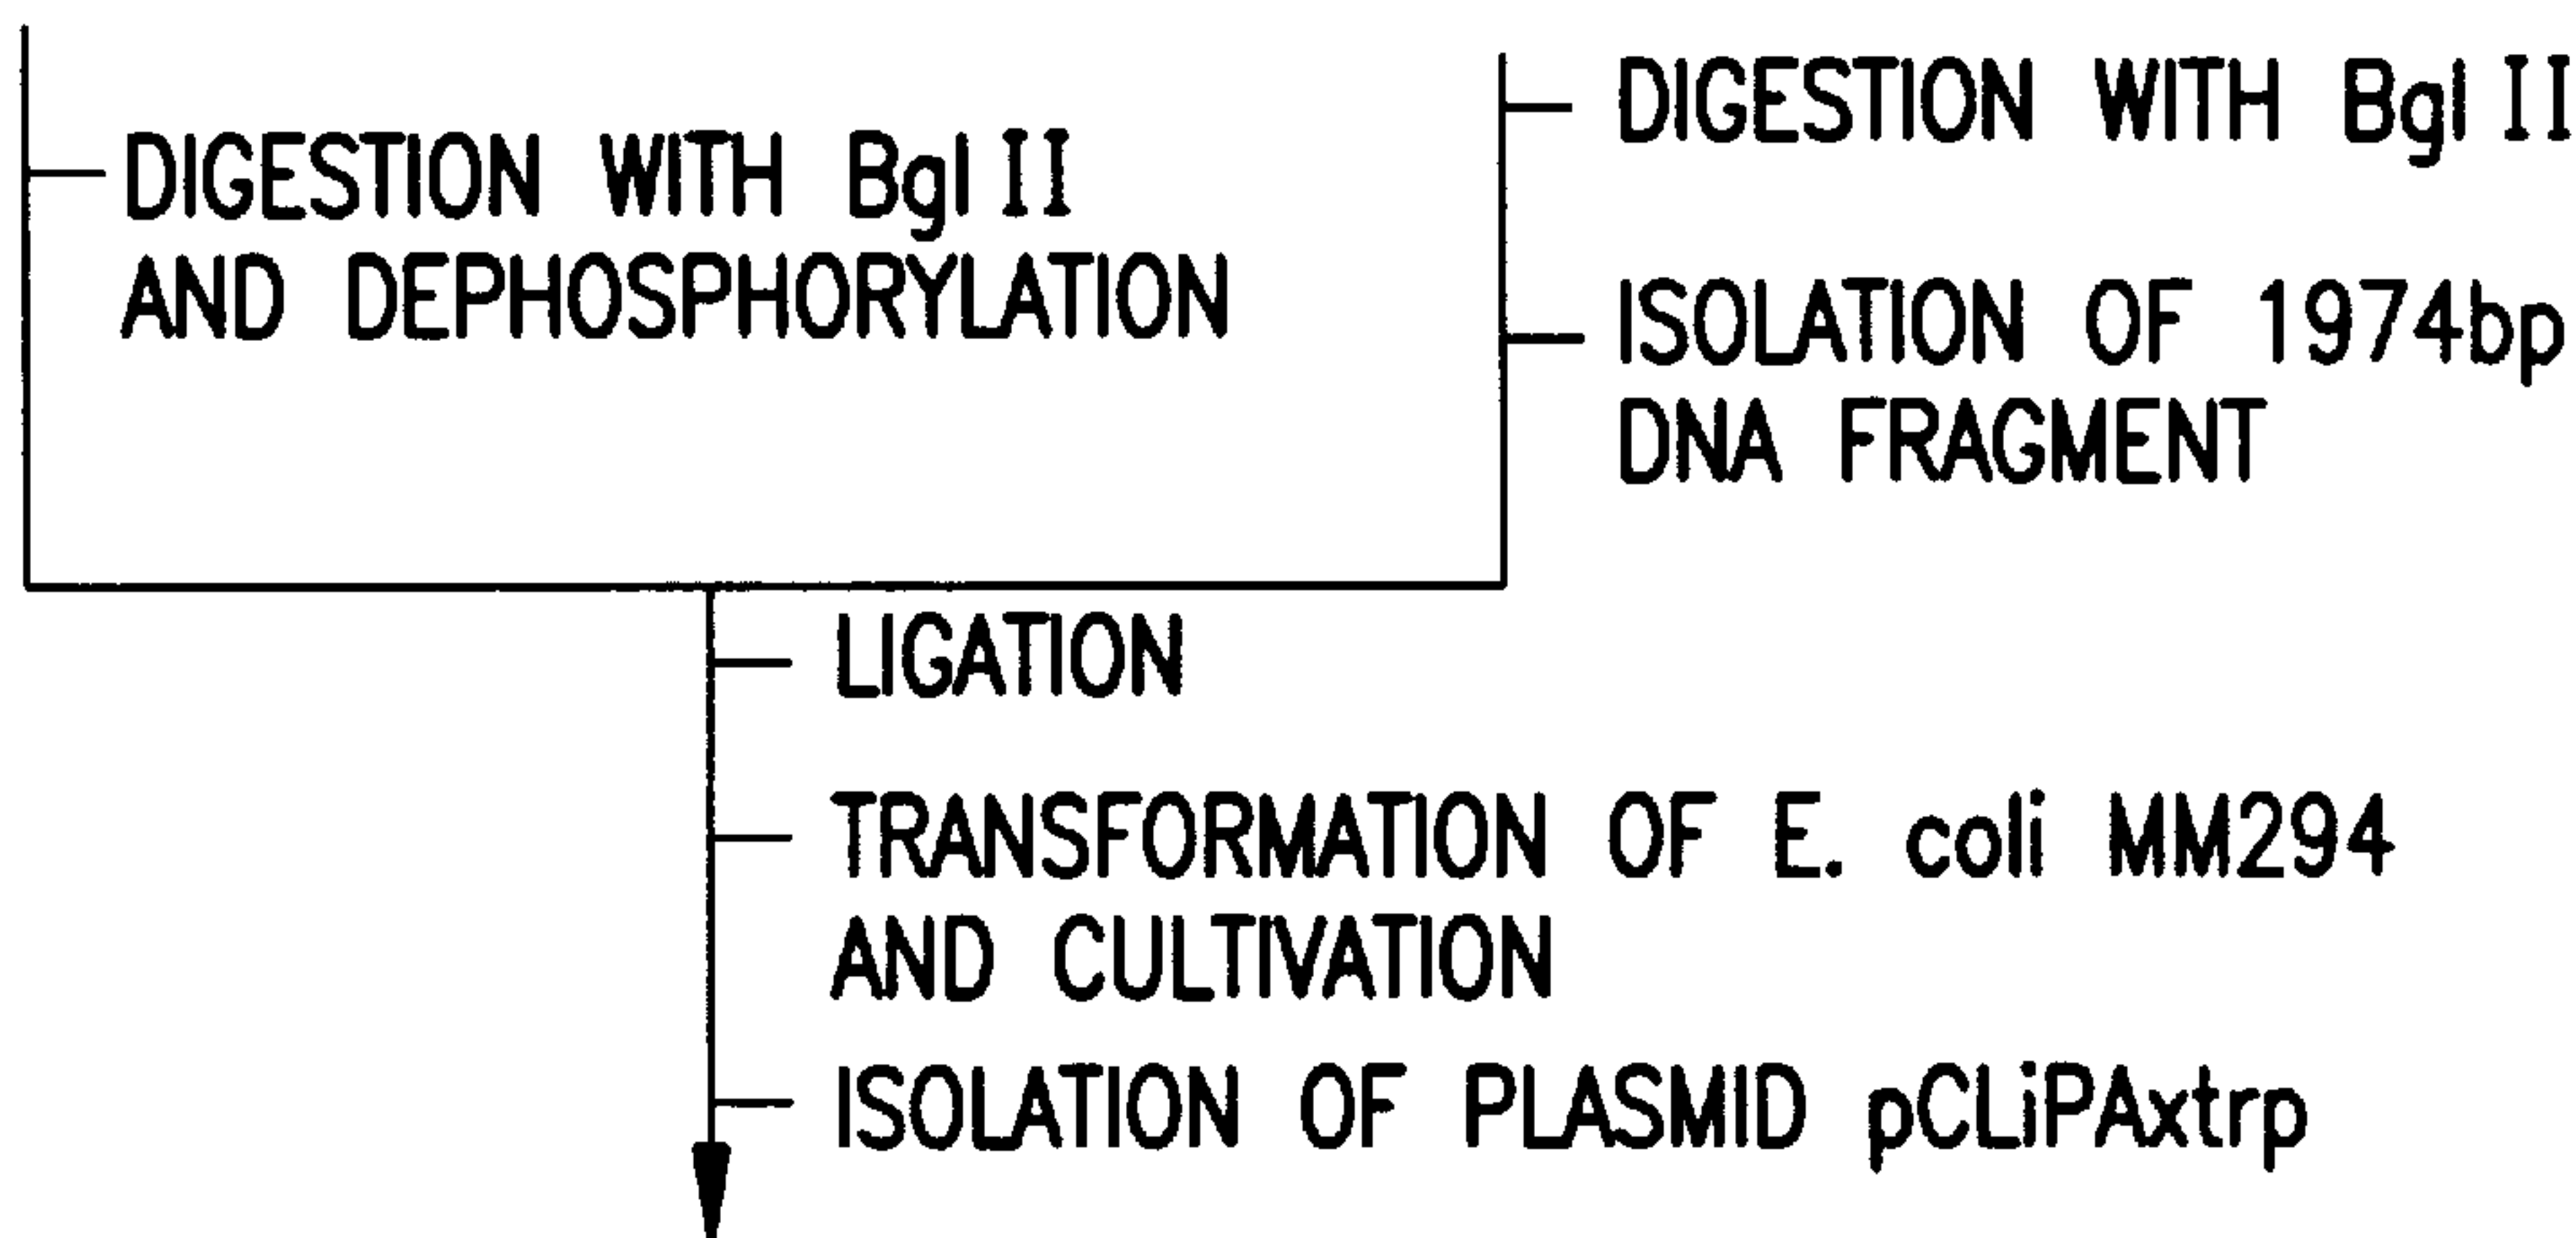 DIGESTION WITH Bgl II
AND DEPHOSPHORYLATION
DIGESTION WITH Bgl II
ISOLATION OF 1974bp
DNA FRAGMENT
LIGATION
TRANSFORMATION OF E. coli MM294
AND CULTIVATION
ISOLATION OF PLASMID pCLiPAxtrp